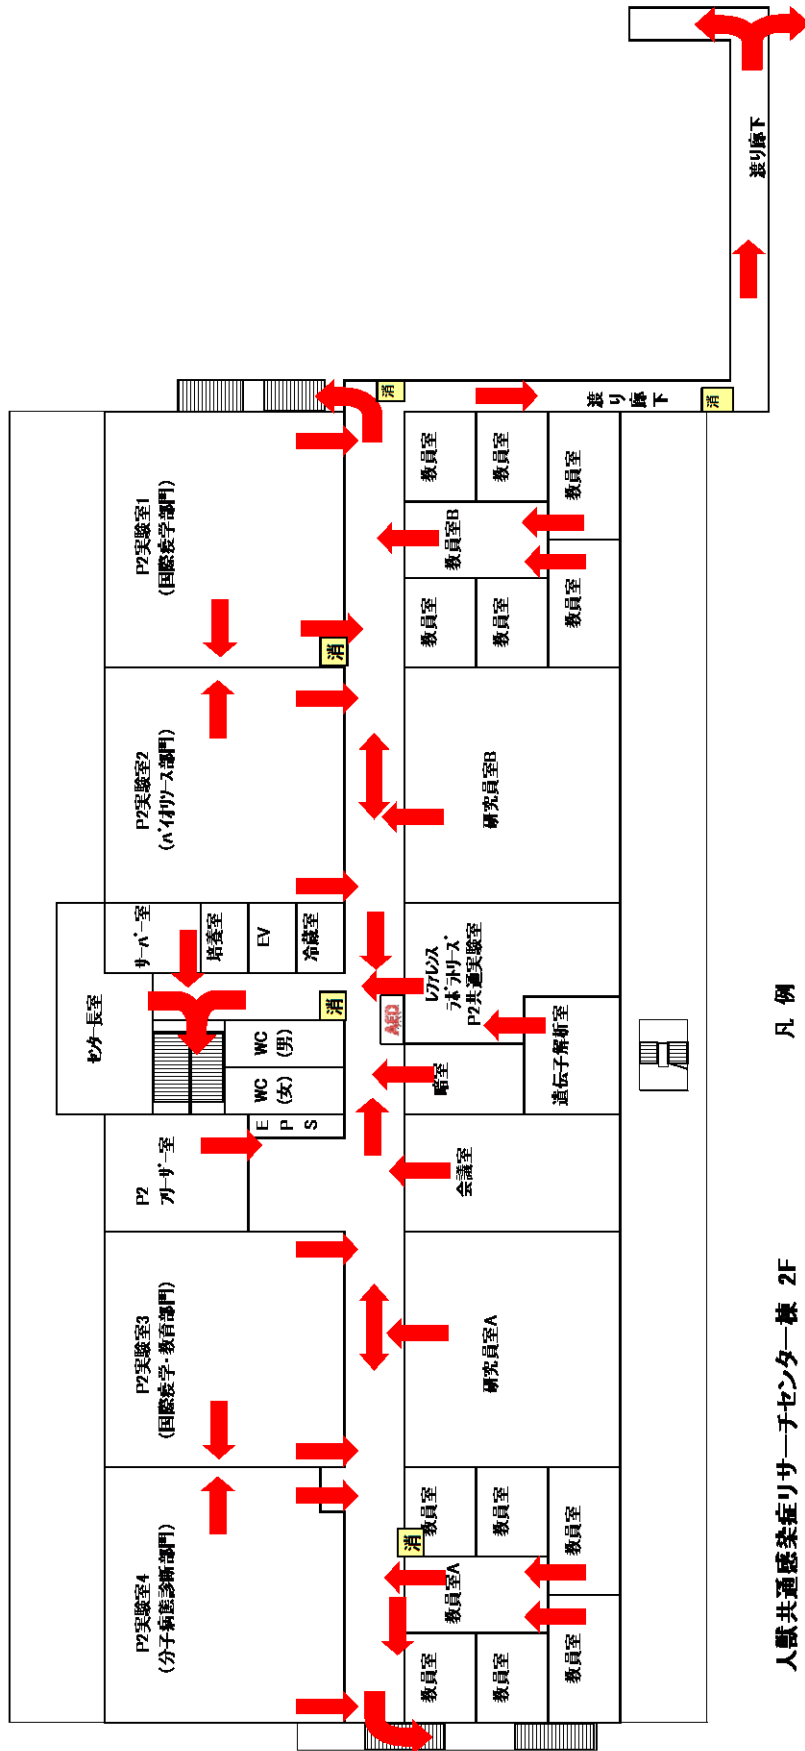 センター長室
サーバー室
培養室
EV
冷蔵室
WC
(男)
WC
(女)
EPS
P2
フリーザー室
P2実験室4
(分子病態診断部門)
P2実験室3
(国際疫学・教育部門)
P2実験室2
(バイオリソース部門)
P2実験室1
(国際疫学部門)
消
消
消
消
消
AED
渡り廊下
渡り廊下
教員室
教員室
教員室A
教員室
教員室
教員室
教員室
研究員室A
会議室
暗室
レファレンス
ラボラトリーズ
P2共通実験室
遺伝子解析室
研究員室B
教員室
教員室
教員室B
教員室
教員室
教員室
教員室
人獣共通感染症リサーチセンター棟 2F
凡 例